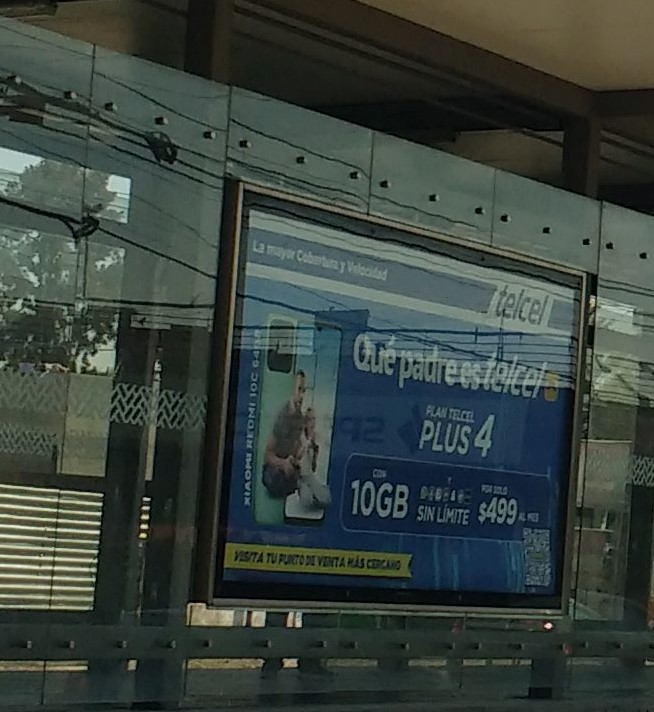 La mayor Cobertura y Velocidad
telcel
Qué padre es telcel
XIAOMI REDMI 10C 64GB
PLAN TELCEL
PLUS 4
CON
10GB
Y
SIN LÍMITE
POR SOLO
$499 AL MES
VISITA TU PUNTO DE VENTA MÁS CERCANO